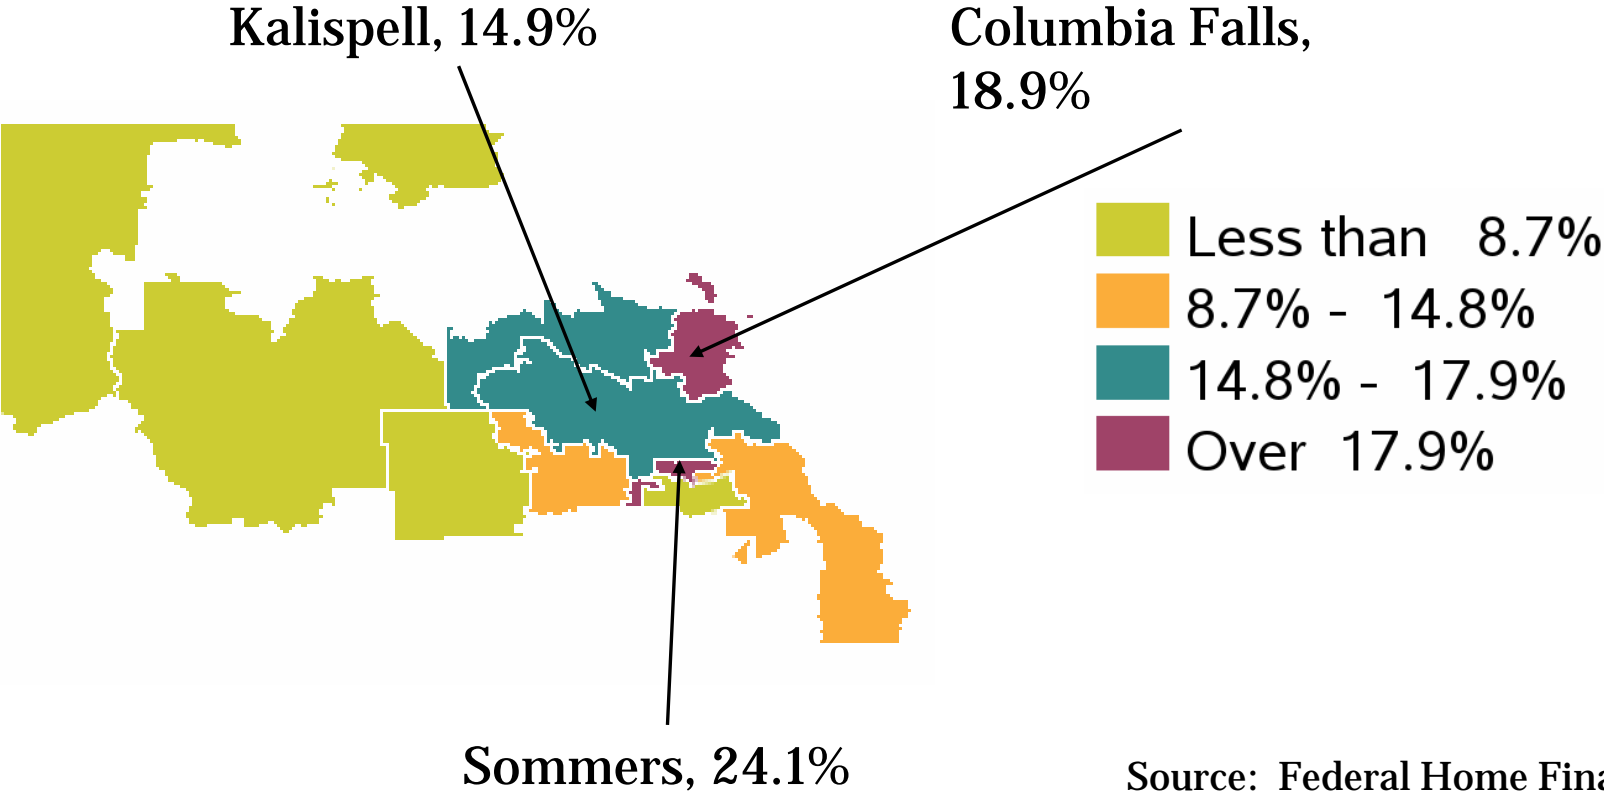 Kalispell, 14.9%
Columbia Falls,
18.9%
Less than 8.7%
8.7% - 14.8%
14.8% - 17.9%
Over 17.9%
Sommers, 24.1%
Source: Federal Home